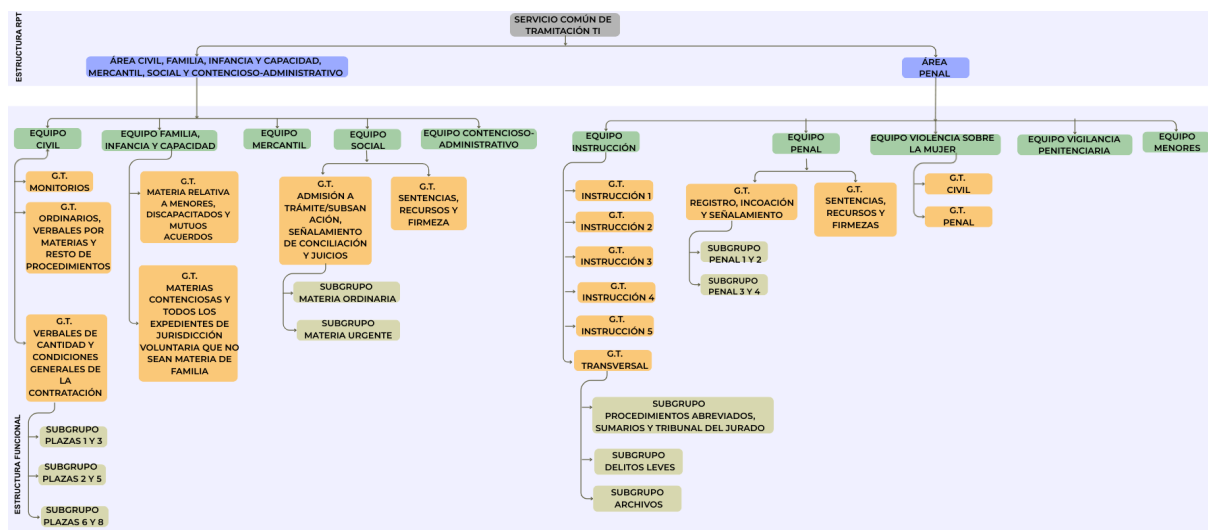 ESTRUCTURA RPT
SERVICIO COMÚN DE
TRAMITACIÓN TI
ÁREA CIVIL, FAMILIA, INFANCIA Y CAPACIDAD,
MERCANTIL, SOCIAL Y CONTENCIOSO-ADMINISTRATIVO
ÁREA
PENAL
ESTRUCTURA FUNCIONAL
EQUIPO
CIVIL
G.T.
MONITORIOS
G.T.
ORDINARIOS,
VERBALES POR
MATERIAS Y
RESTO DE
PROCEDIMIENTOS
G.T.
VERBALES DE
CANTIDAD Y
CONDICIONES
GENERALES DE
LA
CONTRATACIÓN
SUBGRUPO
PLAZAS 1 Y 3
SUBGRUPO
PLAZAS 2 Y 5
SUBGRUPO
PLAZAS 6 Y 8
EQUIPO FAMILIA,
INFANCIA Y CAPACIDAD
G.T.
MATERIA RELATIVA
A MENORES,
DISCAPACITADOS Y
MUTUOS
ACUERDOS
G.T.
MATERIAS
CONTENCIOSAS Y
TODOS LOS
EXPEDIENTES DE
JURISDICCIÓN
VOLUNTARIA QUE NO
SEAN MATERIA DE
FAMILIA
EQUIPO
MERCANTIL
EQUIPO
SOCIAL
G.T.
ADMISIÓN A
TRÁMITE/SUBSAN
ACIÓN,
SEÑALAMIENTO
DE CONCILIACIÓN
Y JUICIOS
SUBGRUPO
MATERIA ORDINARIA
SUBGRUPO
MATERIA URGENTE
G.T.
SENTENCIAS,
RECURSOS Y
FIRMEZA
EQUIPO CONTENCIOSO-
ADMINISTRATIVO
EQUIPO
INSTRUCCIÓN
G.T.
INSTRUCCIÓN 1
G.T.
INSTRUCCIÓN 2
G.T.
INSTRUCCIÓN 3
G.T.
INSTRUCCIÓN 4
G.T.
INSTRUCCIÓN 5
G.T.
TRANSVERSAL
SUBGRUPO
PROCEDIMIENTOS ABREVIADOS,
SUMARIOS Y TRIBUNAL DEL JURADO
SUBGRUPO
DELITOS LEVES
SUBGRUPO
ARCHIVOS
EQUIPO
PENAL
G.T.
REGISTRO, INCOACIÓN
Y SEÑALAMIENTO
SUBGRUPO
PENAL 1 Y 2
SUBGRUPO
PENAL 3 Y 4
G.T.
SENTENCIAS,
RECURSOS Y
FIRMEZAS
EQUIPO VIOLENCIA SOBRE
LA MUJER
G.T.
CIVIL
G.T.
PENAL
EQUIPO VIGILANCIA
PENITENCIARIA
EQUIPO
MENORES